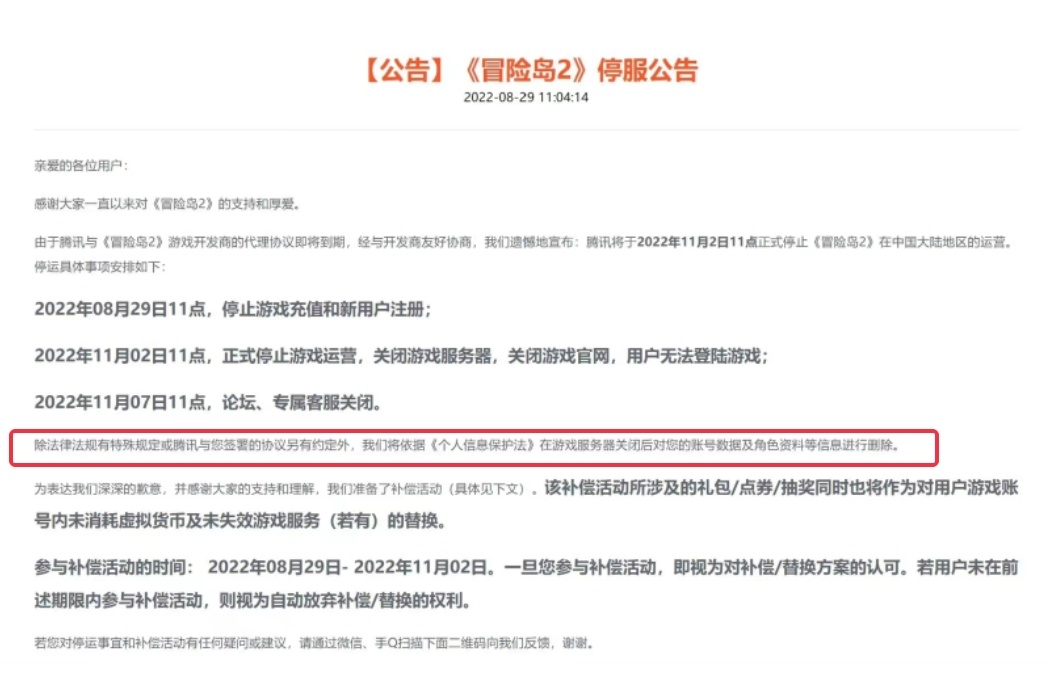 【公告】《冒险岛2》停服公告
2022-08-29 11:04:14
亲爱的各位用户：
感谢大家一直以来对《冒险岛2》的支持和厚爱。
由于腾讯与《冒险岛2》游戏开发商的代理协议即将到期，经与开发商友好协商，我们遗憾地宣布：腾讯将于2022年11月2日11点正式停止《冒险岛2》在中国大陆地区的运营。
停运具体事项安排如下：
2022年08月29日11点，停止游戏充值和新用户注册；
2022年11月02日11点，正式停止游戏运营，关闭游戏服务器，关闭游戏官网，用户无法登陆游戏；
2022年11月07日11点，论坛、专属客服关闭。
除法律法规有特殊规定或腾讯与您签署的协议另有约定外，我们将依据《个人信息保护法》在游戏服务器关闭后对您的账号数据及角色资料等信息进行删除。
为表达我们深深的歉意，并感谢大家的支持和理解，我们准备了补偿活动（具体见下文）。该补偿活动所涉及的礼包/点券/抽奖同时也将作为对用户游戏账
号内未消耗虚拟货币及未失效游戏服务（若有）的替换。
参与补偿活动的时间： 2022年08月29日- 2022年11月02日。一旦您参与补偿活动，即视为对补偿/替换方案的认可。若用户未在前
述期限内参与补偿活动，则视为自动放弃补偿/替换的权利。
若您对停运事宜和补偿活动有任何疑问或建议，请通过微信、手Q扫描下面二维码向我们反馈，谢谢。